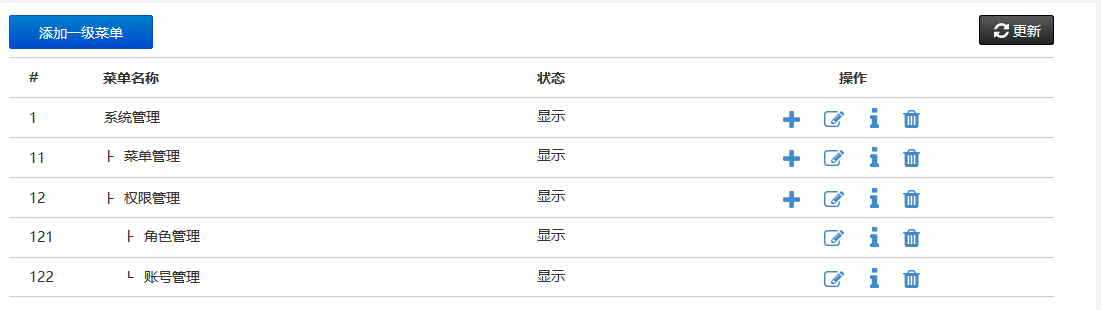 添加一级菜单 更新
# 菜单名称 状态 操作
1 系统管理 显示
11 ├ 菜单管理 显示
12 ├ 权限管理 显示
121 ├ 角色管理 显示
122 └ 账号管理 显示